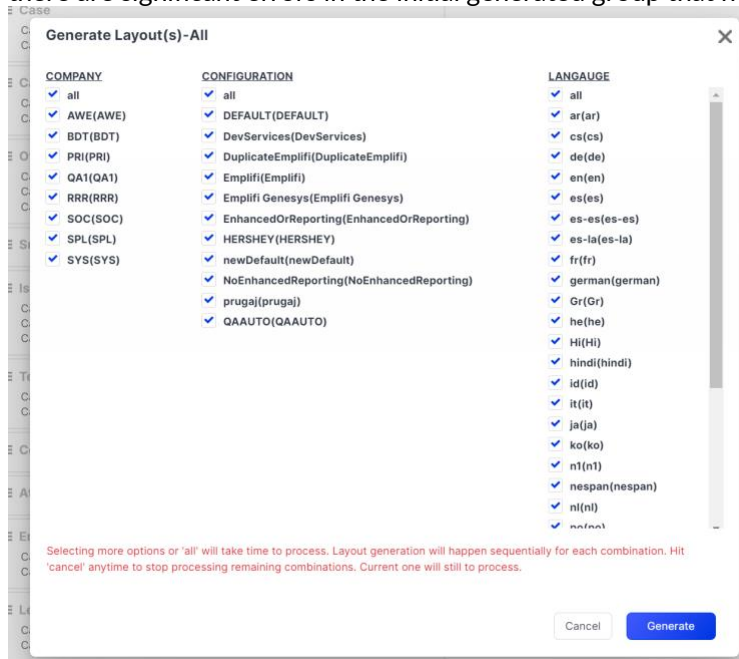 Case
Generate Layout(s)-All
COMPANY
all
AWE(AWE)
BDT(BDT)
PRI(PRI)
QA1(QA1)
RRR(RRR)
SOC(SOC)
SPL(SPL)
SYS(SYS)
CONFIGURATION
all
DEFAULT(DEFAULT)
DevServices(DevServices)
DuplicateEmplifi(DuplicateEmplifi)
Emplifi(Emplifi)
Emplifi Genesys(Emplifi Genesys)
EnhancedOrReporting(EnhancedOrReporting)
HERSHEY(HERSHEY)
newDefault(newDefault)
NoEnhancedReporting(NoEnhancedReporting)
prugaj(prugaj)
QAAUTO(QAAUTO)
LANGAUGE
all
ar(ar)
cs(cs)
de(de)
en(en)
es(es)
es-es(es-es)
es-la(es-la)
fr(fr)
german(german)
Gr(Gr)
he(he)
Hi(Hi)
hindi(hindi)
id(id)
it(it)
ja(ja)
ko(ko)
n1(n1)
nespan(nespan)
nl(nl)
Selecting more options or 'all' will take time to process. Layout generation will happen sequentially for each combination. Hit
'cancel' anytime to stop processing remaining combinations. Current one will still to process.
Cancel
Generate